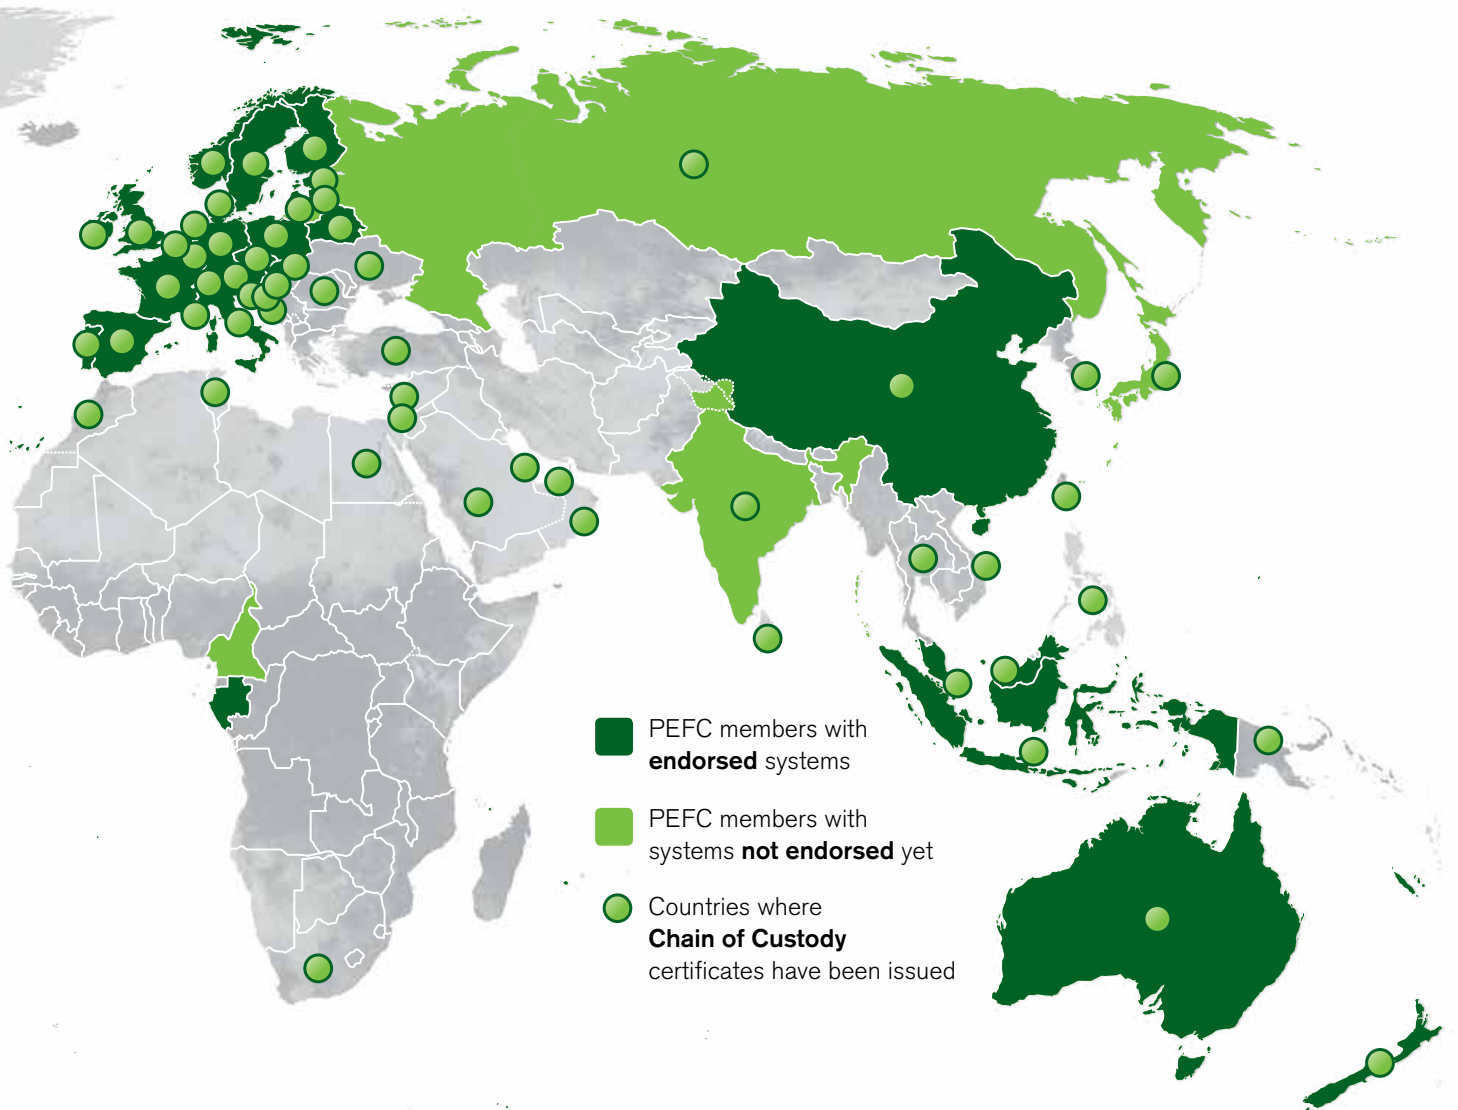 PEFC members with
endorsed systems
PEFC members with
systems not endorsed yet
Countries where
Chain of Custody
certificates have been issued